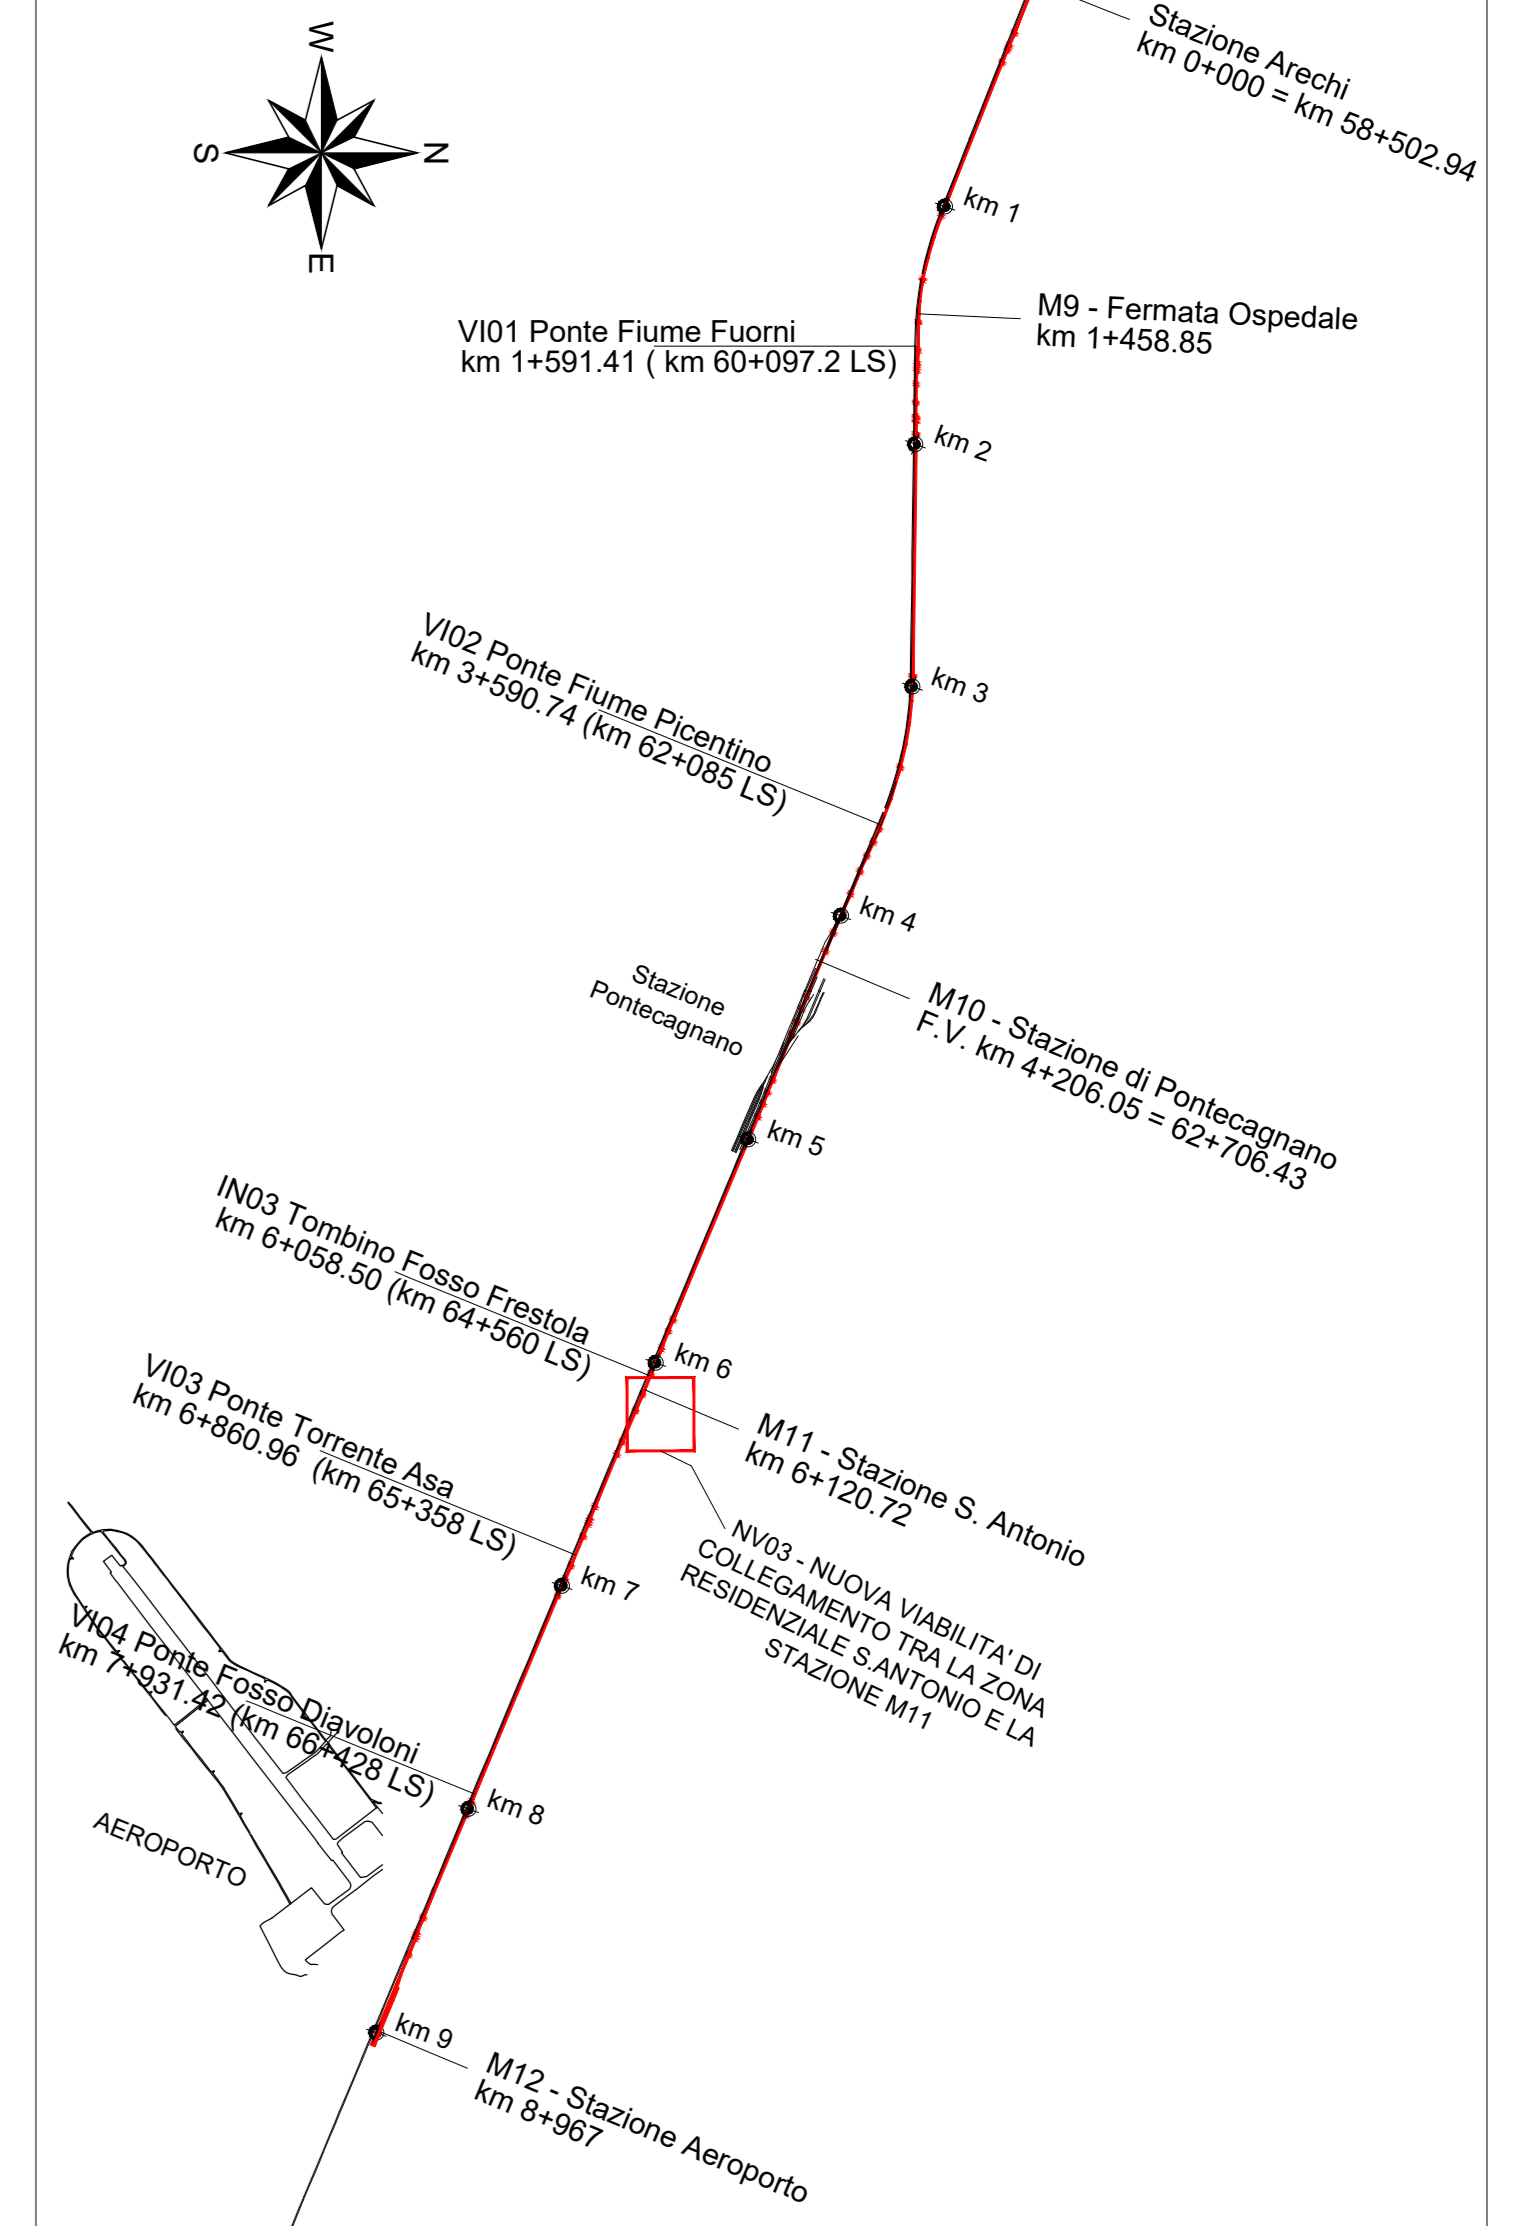 W
S
N
E
Stazione Arechi
km 0+000 = km 58+502.94
km 1
M9 - Fermata Ospedale
km 1+458.85
VI01 Ponte Fiume Fuorni
km 1+591.41 ( km 60+097.2 LS)
km 2
VI02 Ponte Fiume Picentino
km 3+590.74 (km 62+085 LS)
km 3
km 4
Stazione
Pontecagnano
M10 - Stazione di Pontecagnano
F.V. km 4+206.05 = 62+706.43
km 5
IN03 Tombino Fosso Frestola
km 6+058.50 (km 64+560 LS)
km 6
VI03 Ponte Torrente Asa
km 6+860.96 (km 65+358 LS)
M11 - Stazione S. Antonio
km 6+120.72
NV03 - NUOVA VIABILITA' DI
COLLEGAMENTO TRA LA ZONA
RESIDENZIALE S.ANTONIO E LA
STAZIONE M11
km 7
VI04 Ponte Fosso Diavoloni
km 7+931.42 (km 66+428 LS)
km 8
AEROPORTO
km 9
M12 - Stazione Aeroporto
km 8+967